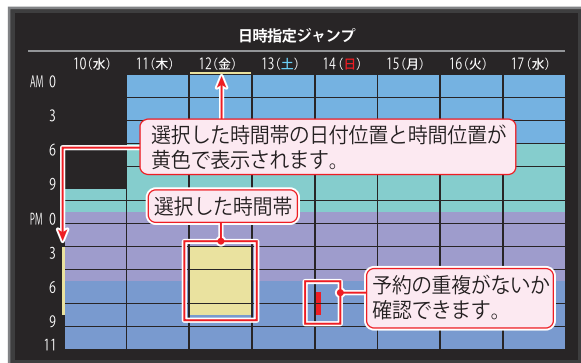 日時指定ジャンプ
10(水) 11(木) 12(金) 13(土) 14(日) 15(月) 16(火) 17(水)
AM 0
3
選択した時間帯の日付位置と時間位置が
黄色で表示されます。
6
9
選択した時間帯
PM 0
3
6
予約の重複がないか
確認できます。
9
11